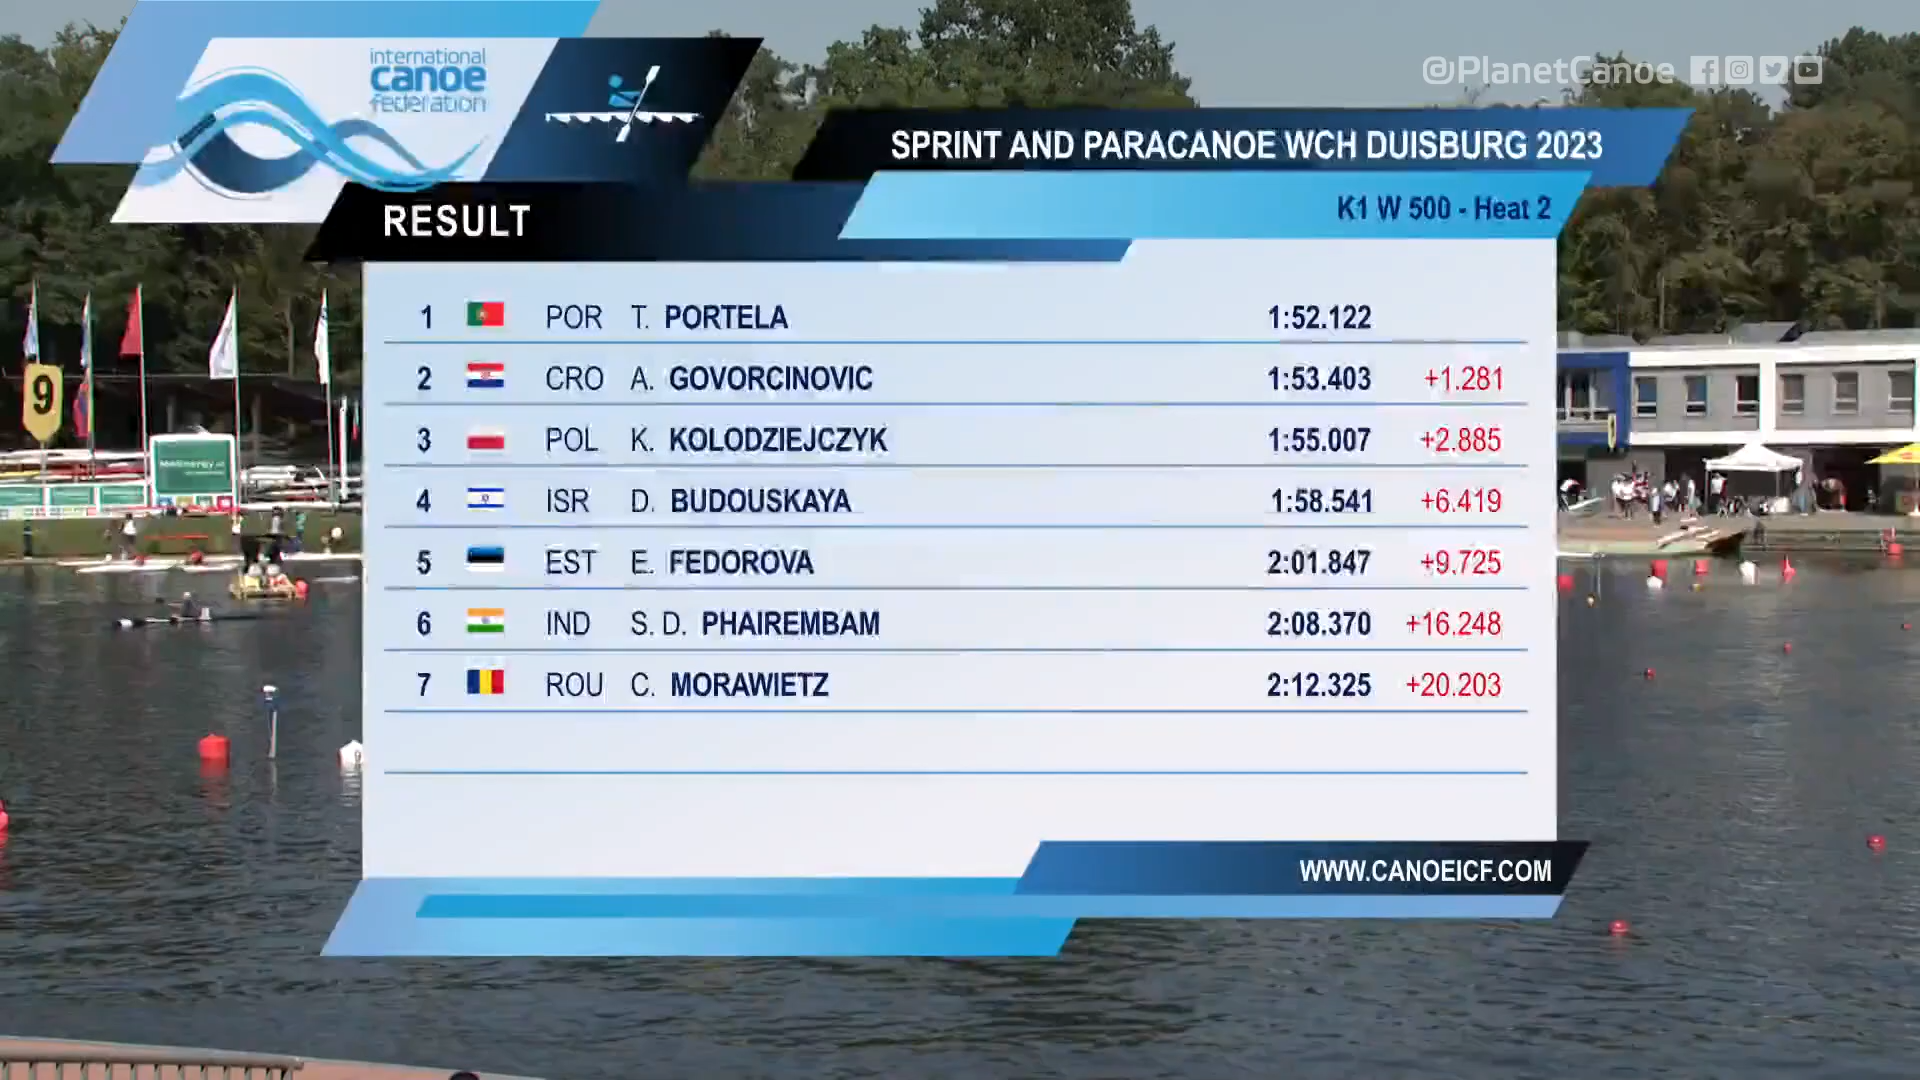 @PlanetCanoe
international
canoe
federation
SPRINT AND PARACANOE WCH DUISBURG 2023
K1 W 500 - Heat 2
RESULT
1 POR T. PORTELA 1:52.122
2 CRO A. GOVORCINOVIC 1:53.403 +1.281
3 POL K. KOLODZIEJCZYK 1:55.007 +2.885
4 ISR D. BUDOUSKAYA 1:58.541 +6.419
5 EST E. FEDOROVA 2:01.847 +9.725
6 IND S. D. PHAIREMBAM 2:08.370 +16.248
7 ROU C. MORAWIETZ 2:12.325 +20.203
9
WWW.CANOEICF.COM